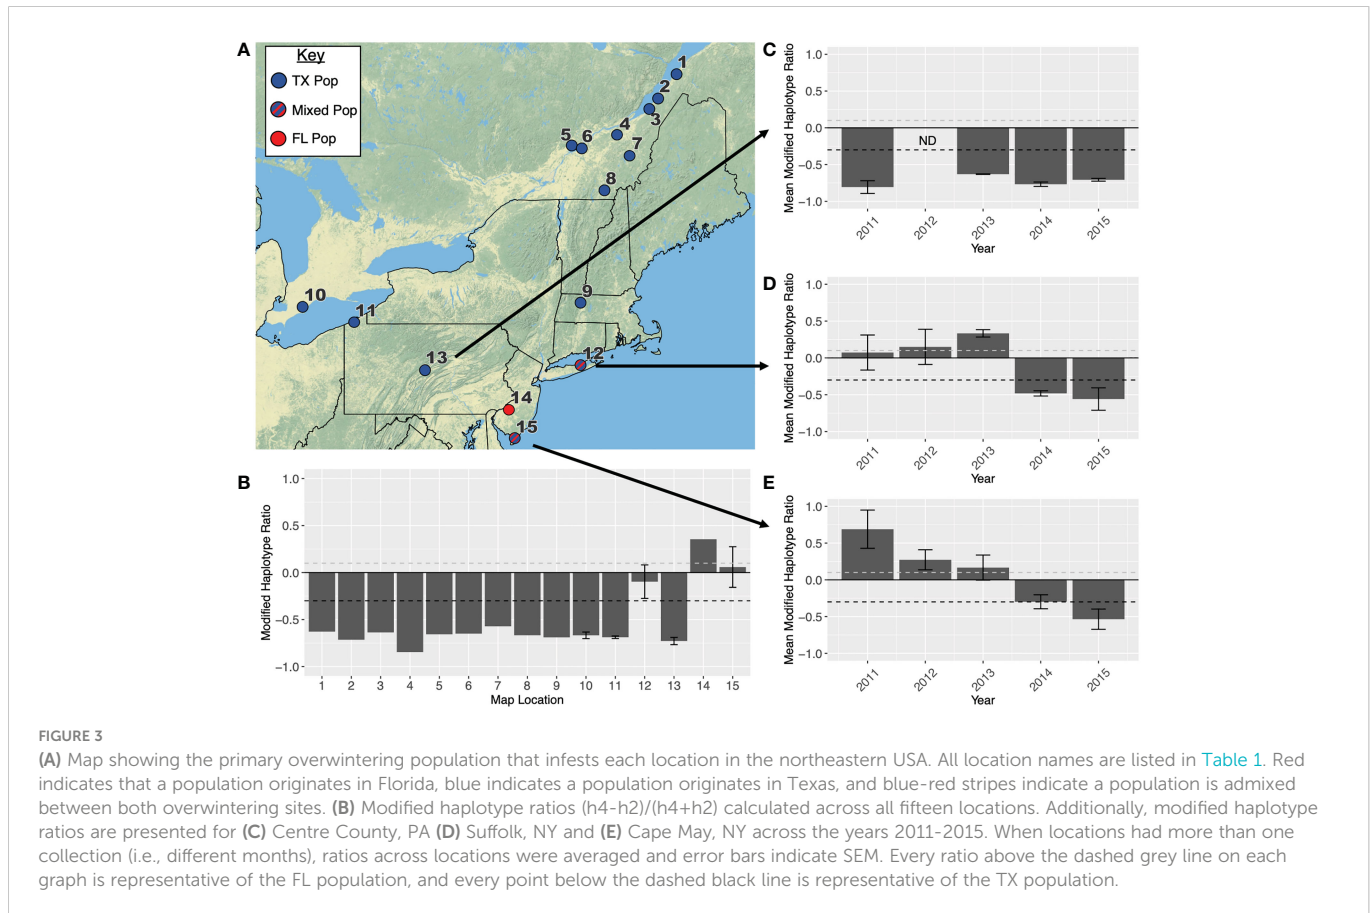 A
Key
TX Pop
Mixed Pop
FL Pop
1
2
3
4
5
6
7
8
9
10
11
12
13
14
15
B
Modified Haplotype Ratio
1.0
0.5
0.0
−0.5
−1.0
1 2 3 4 5 6 7 8 9 10 11 12 13 14 15
Map Location
C
Mean Modified Haplotype Ratio
1.0
0.5
0.0
−0.5
−1.0
ND
2011 2012 2013 2014 2015
Year
D
Mean Modified Haplotype Ratio
1.0
0.5
0.0
−0.5
−1.0
2011 2012 2013 2014 2015
Year
E
Mean Modified Haplotype Ratio
1.0
0.5
0.0
−0.5
−1.0
2011 2012 2013 2014 2015
Year
FIGURE 3
(A) Map showing the primary overwintering population that infests each location in the northeastern USA. All location names are listed in Table 1. Red
indicates that a population originates in Florida, blue indicates a population originates in Texas, and blue-red stripes indicate a population is admixed
between both overwintering sites. (B) Modified haplotype ratios (h4-h2)/(h4+h2) calculated across all fifteen locations. Additionally, modified haplotype
ratios are presented for (C) Centre County, PA (D) Suffolk, NY and (E) Cape May, NY across the years 2011-2015. When locations had more than one
collection (i.e., different months), ratios across locations were averaged and error bars indicate SEM. Every ratio above the dashed grey line on each
graph is representative of the FL population, and every point below the dashed black line is representative of the TX population.